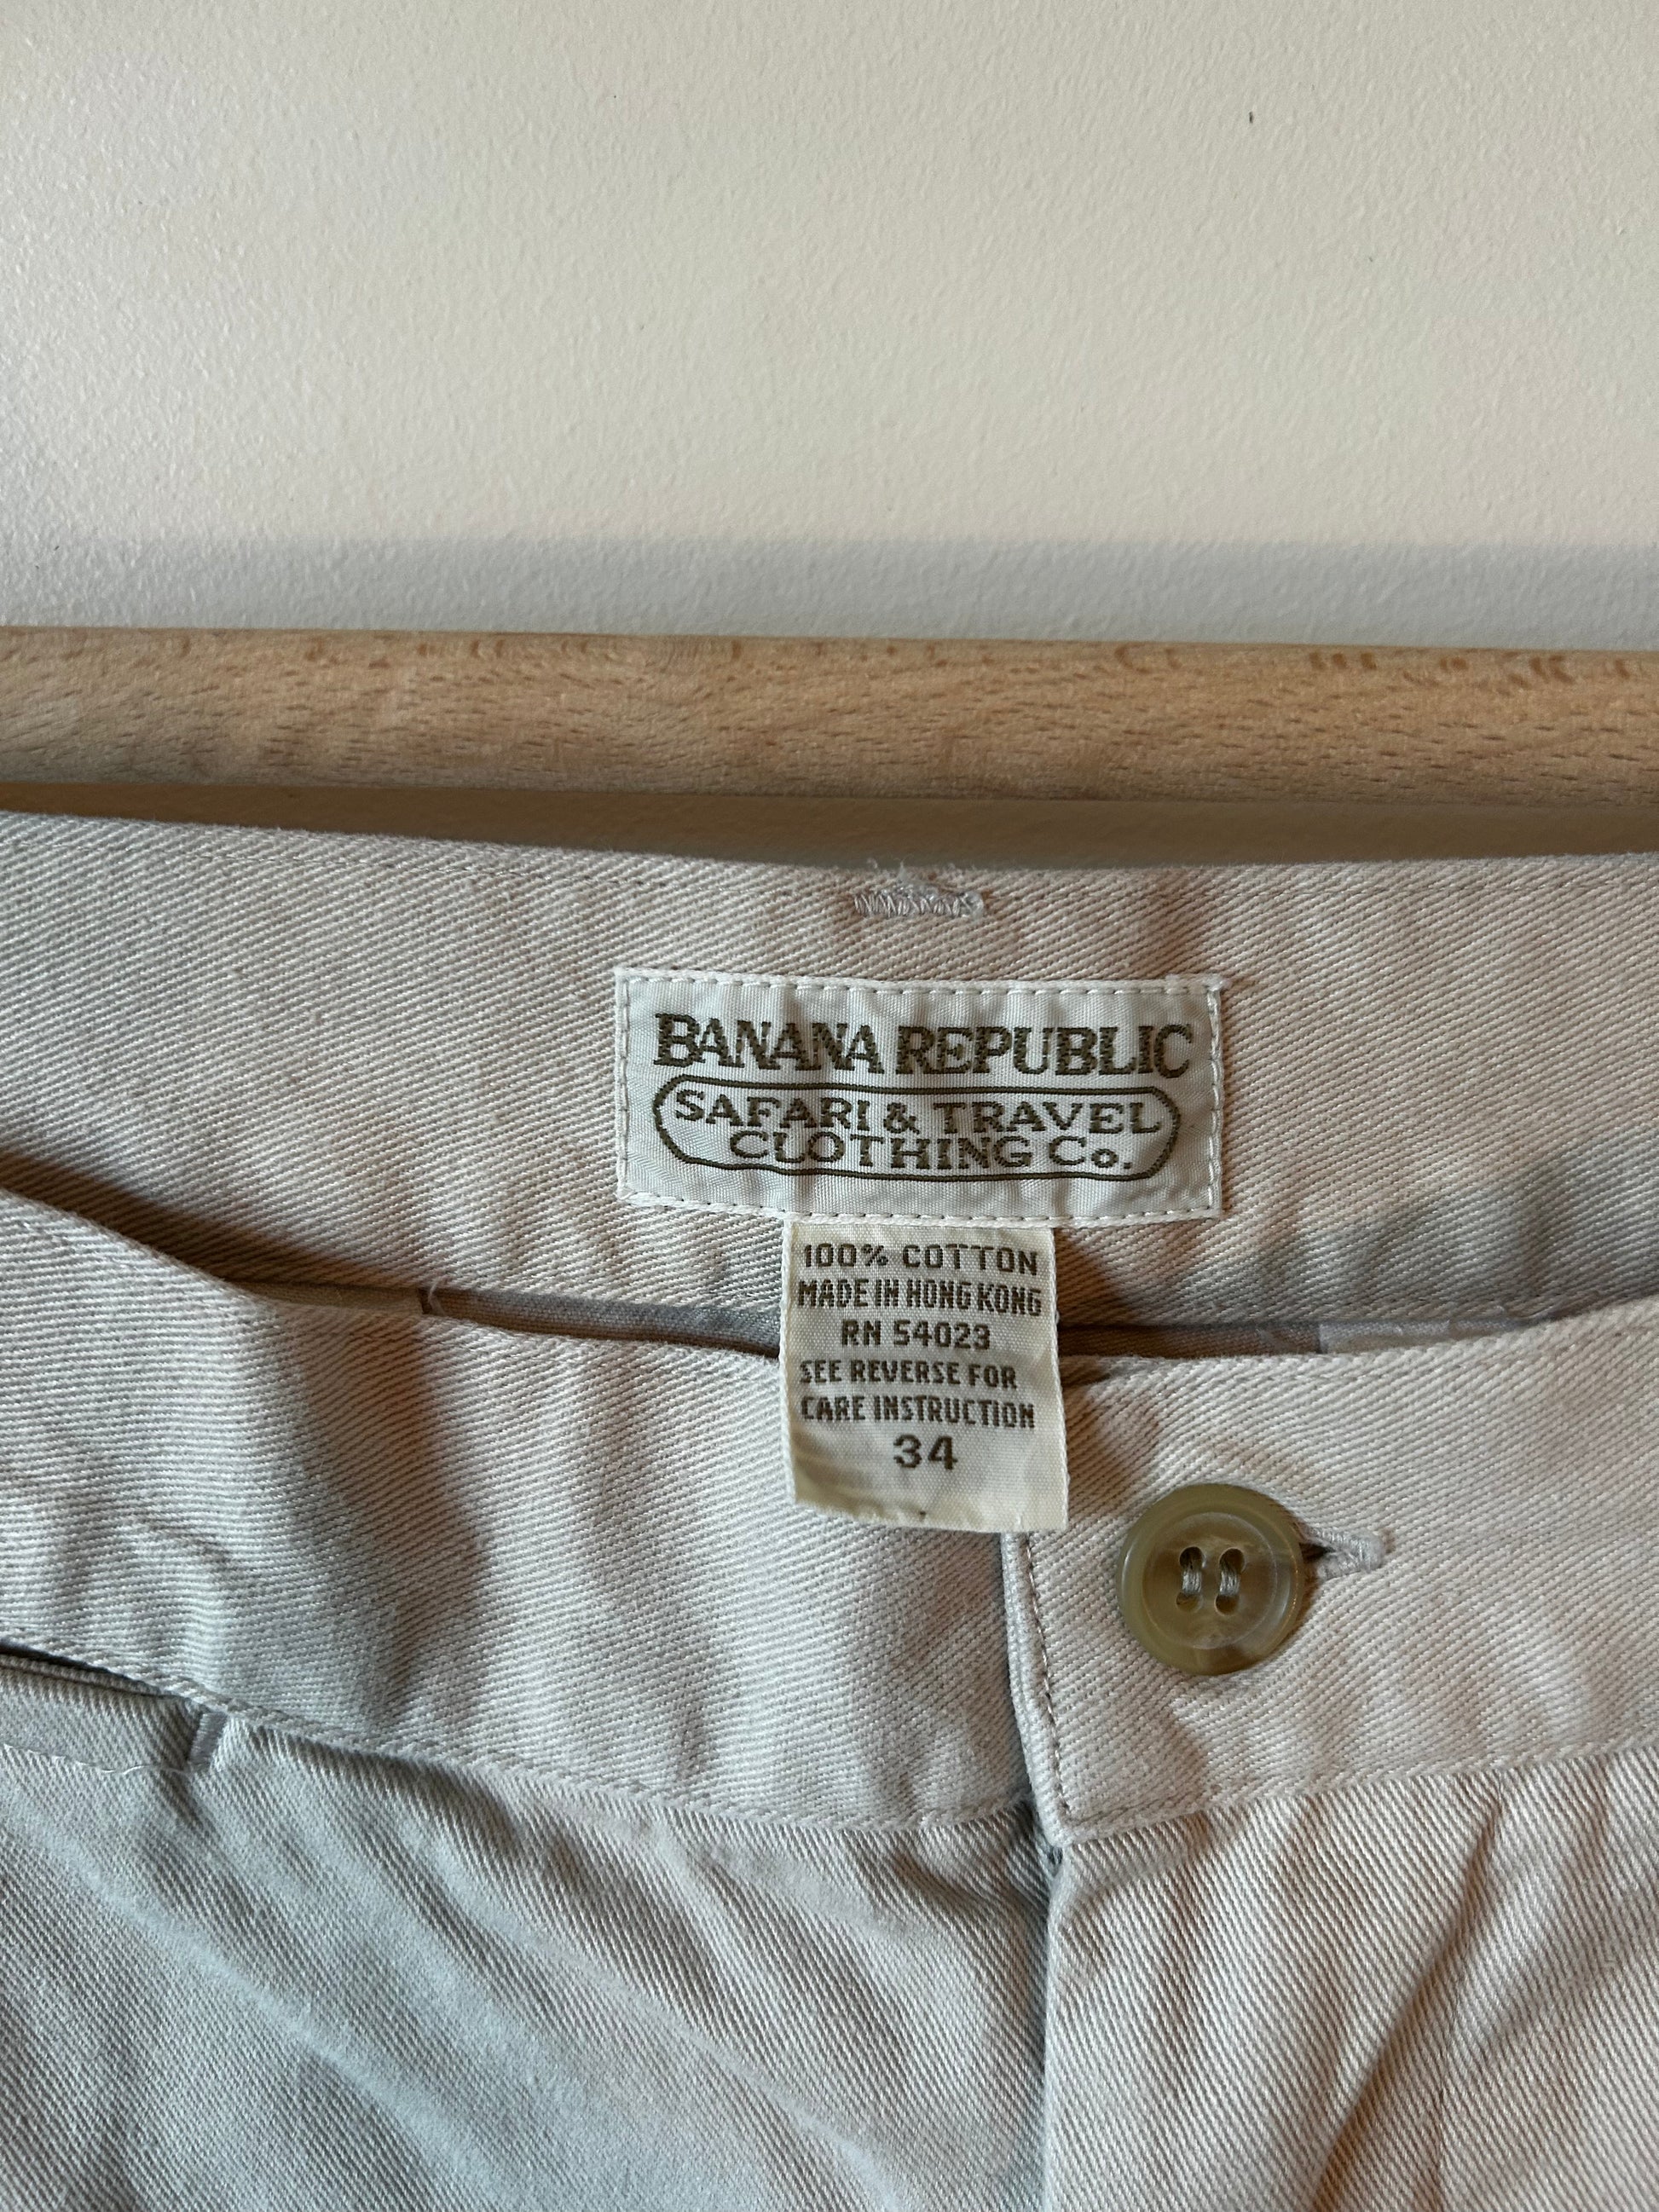 BANANA REPUBLIC
SAFARI & TRAVEL
CLOTHING Co.
100% COTTON
MADE IN HONG KONG
RN 54023
SEE REVERSE FOR
CARE INSTRUCTION
34